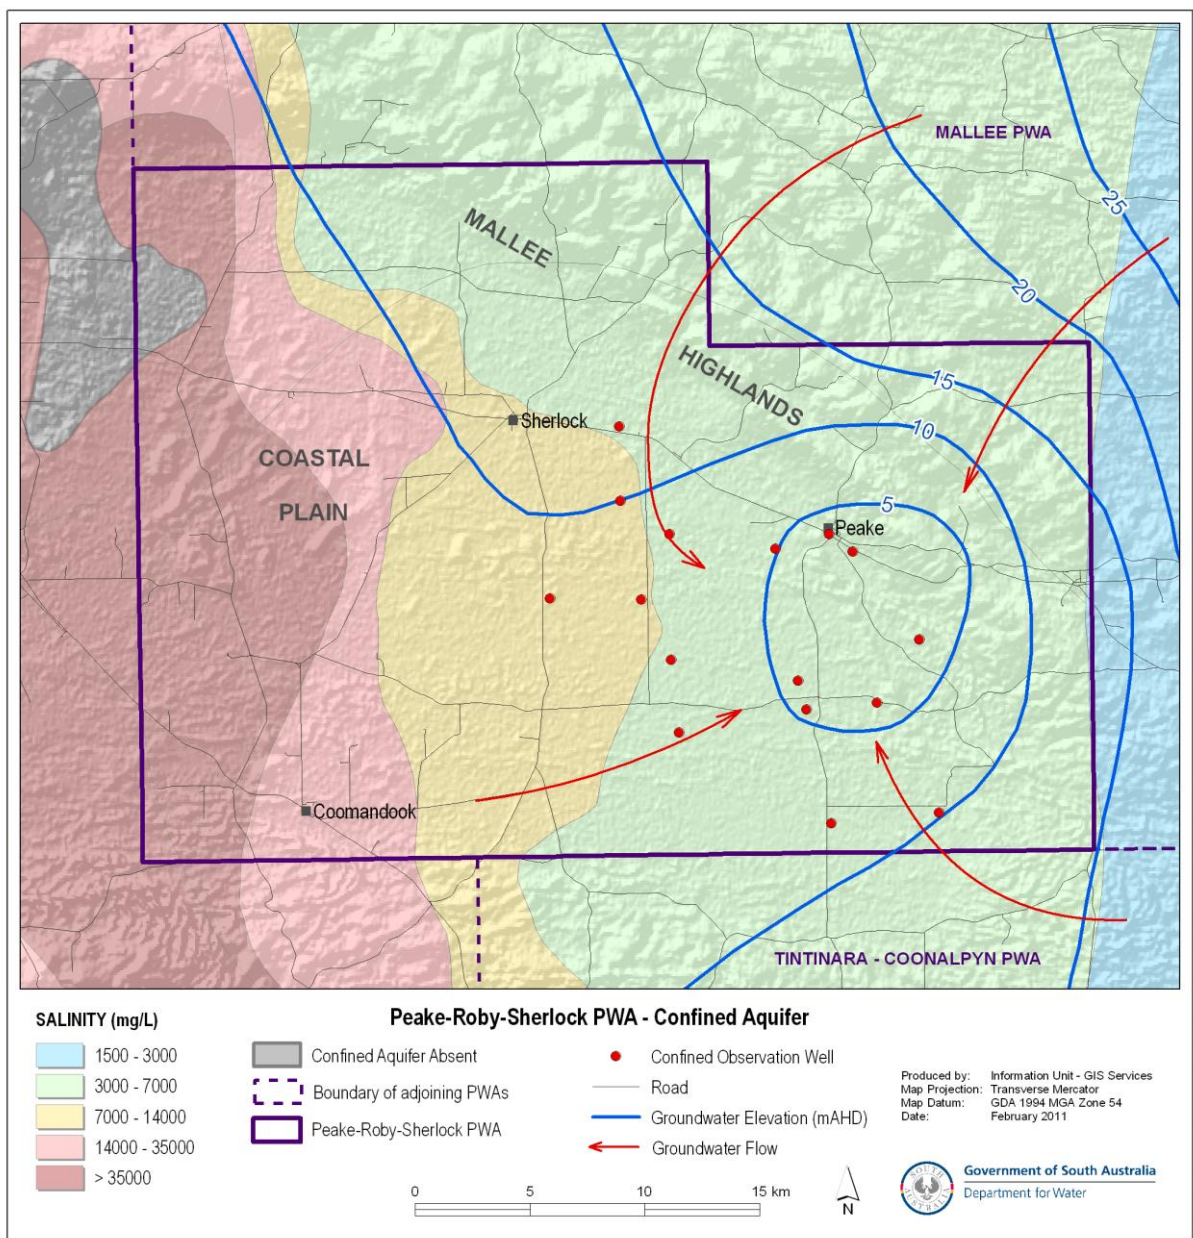 MALLEE PWA
25
MALLEE
20
HIGHLANDS
15
Sherlock
10
COASTAL
PLAIN
5
Peake
Coomandook
TINTINARA - COONALPYN PWA
SALINITY (mg/L)
1500 - 3000
3000 - 7000
7000 - 14000
14000 - 35000
> 35000
Peake-Roby-Sherlock PWA - Confined Aquifer
Confined Aquifer Absent
Boundary of adjoining PWAs
Peake-Roby-Sherlock PWA
Confined Observation Well
Road
Groundwater Elevation (mAHD)
Groundwater Flow
Produced by: Information Unit - GIS Services
Map Projection: Transverse Mercator
Map Datum: GDA 1994 MGA Zone 54
Date: February 2011
0 5 10 15 km
N
SOUTH
AUSTRALIA
Government of South Australia
Department for Water